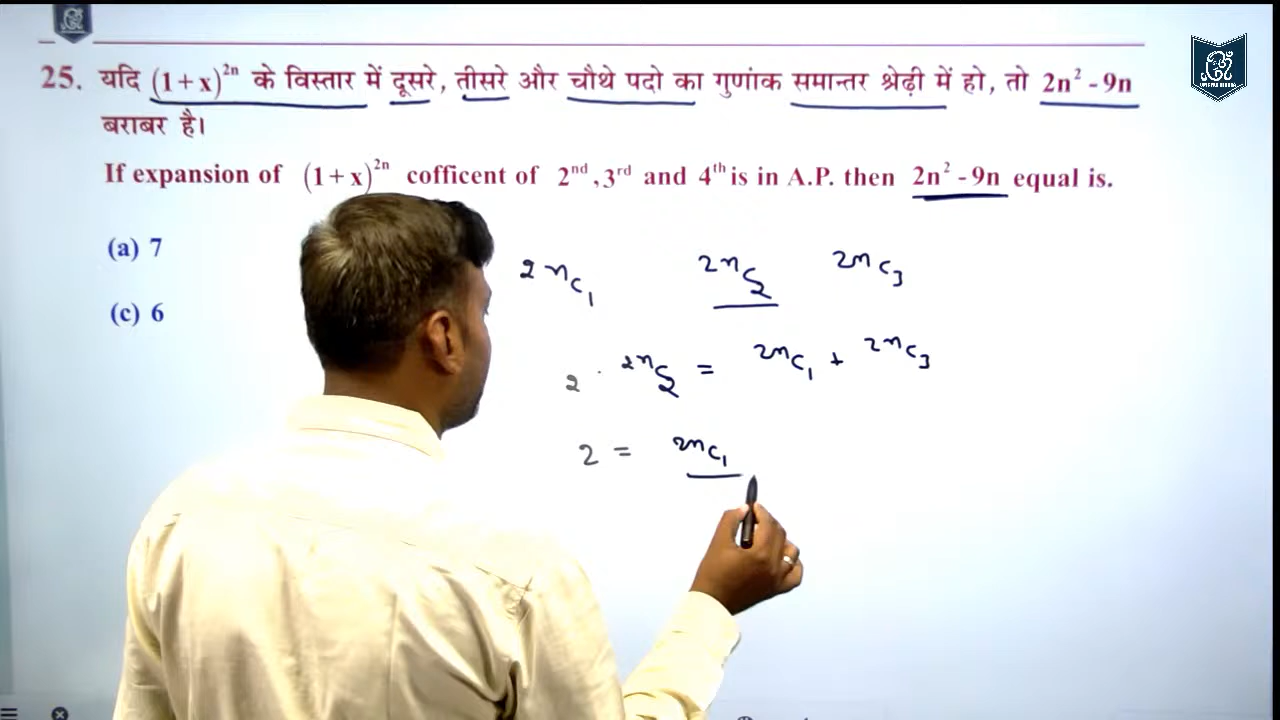 25. यदि (1+x)²ⁿ के विस्तार में दूसरे, तीसरे और चौथे पदो का गुणांक समान्तर श्रेढ़ी में हो, तो 2n² - 9n
बराबर है।
If expansion of (1+x)²ⁿ cofficent of 2ⁿᵈ, 3ʳᵈ and 4ᵗʰ is in A.P. then 2n² - 9n equal is.
(a) 7
2nC₁ 2nC₂ 2nC₃
(c) 6
2 · 2nC₂ = 2nC₁ + 2nC₃
2 = 2nC₁